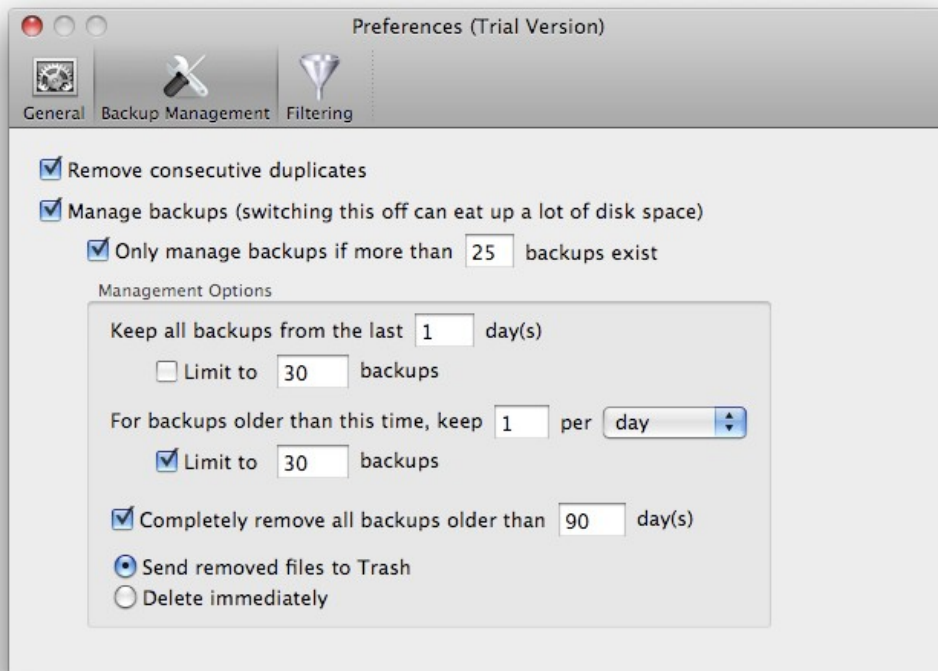 Preferences (Trial Version)
General Backup Management Filtering
Remove consecutive duplicates
Manage backups (switching this off can eat up a lot of disk space)
Only manage backups if more than 25 backups exist
Management Options
Keep all backups from the last 1 day(s)
Limit to 30 backups
For backups older than this time, keep 1 per day
Limit to 30 backups
Completely remove all backups older than 90 day(s)
Send removed files to Trash
Delete immediately